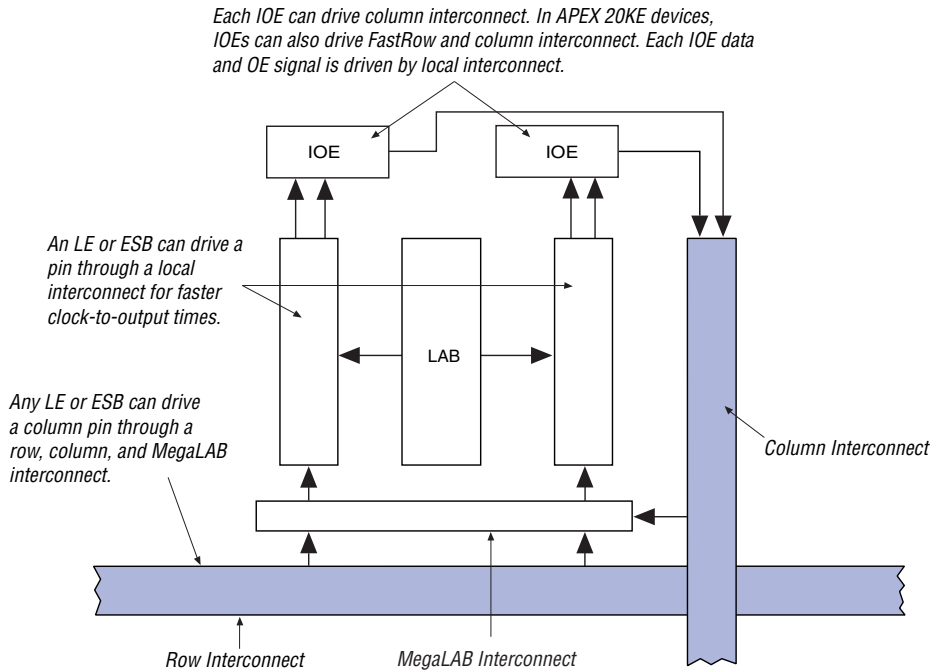 Each IOE can drive column interconnect. In APEX 20KE devices,
IOEs can also drive FastRow and column interconnect. Each IOE data
and OE signal is driven by local interconnect.
IOE
IOE
An LE or ESB can drive a
pin through a local
interconnect for faster
clock-to-output times.
LAB
Any LE or ESB can drive
a column pin through a
row, column, and MegaLAB
interconnect.
Column Interconnect
Row Interconnect
MegaLAB Interconnect